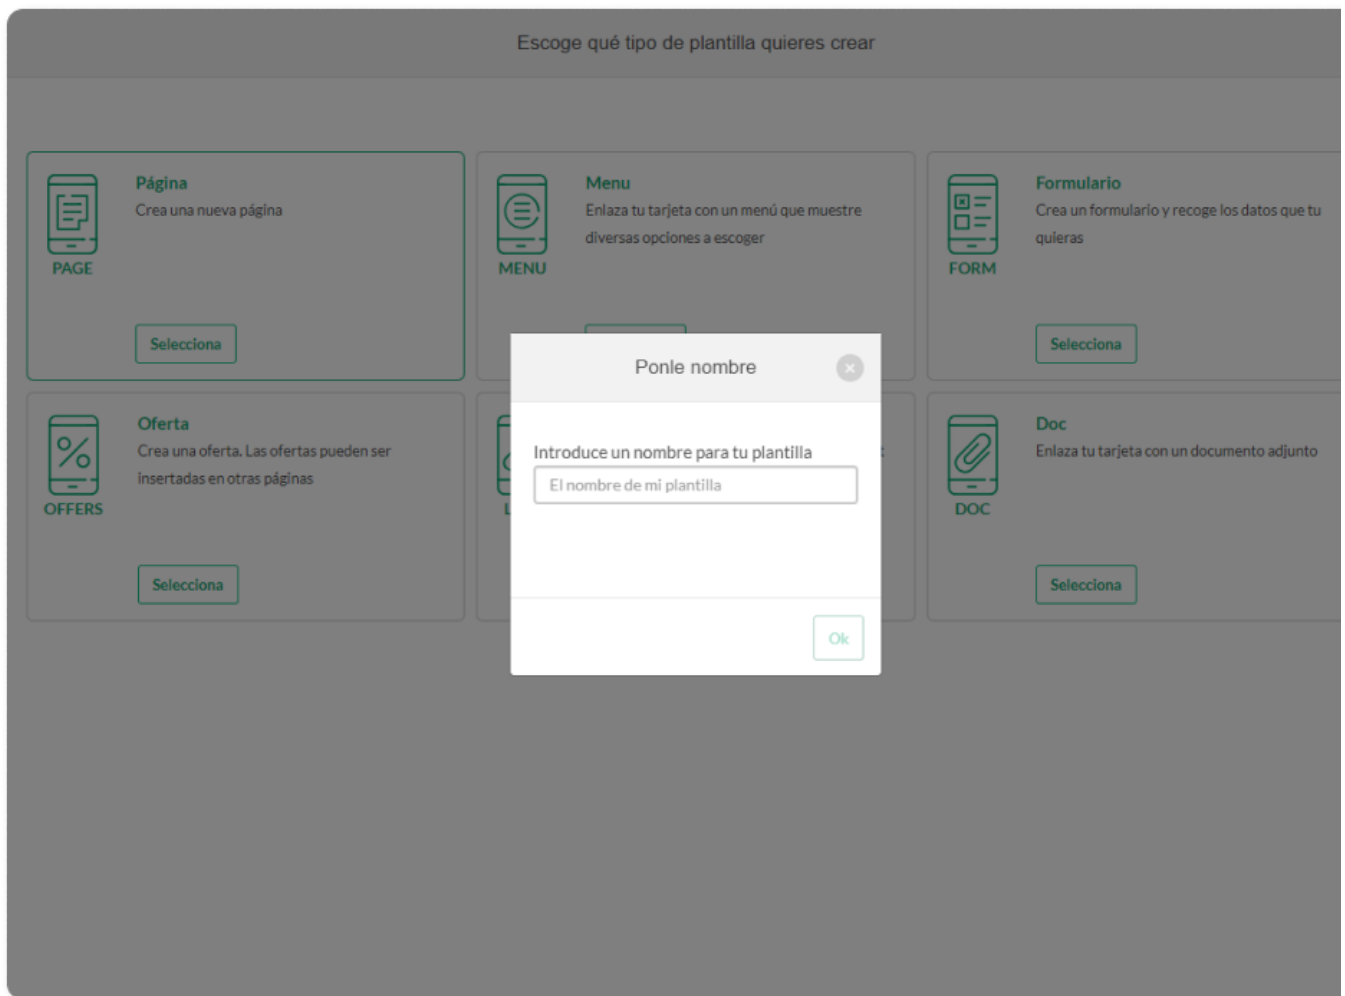 Escoge qué tipo de plantilla quieres crear
Página
Crea una nueva página
PAGE
Selecciona
Menu
Enlaza tu tarjeta con un menú que muestre
diversas opciones a escoger
MENU
Formulario
Crea un formulario y recoge los datos que tu
quieras
FORM
Selecciona
Oferta
Crea una oferta. Las ofertas pueden ser
insertadas en otras páginas
OFFERS
Selecciona
Doc
Enlaza tu tarjeta con un documento adjunto
DOC
Selecciona
Ponle nombre
Introduce un nombre para tu plantilla
El nombre de mi plantilla
Ok